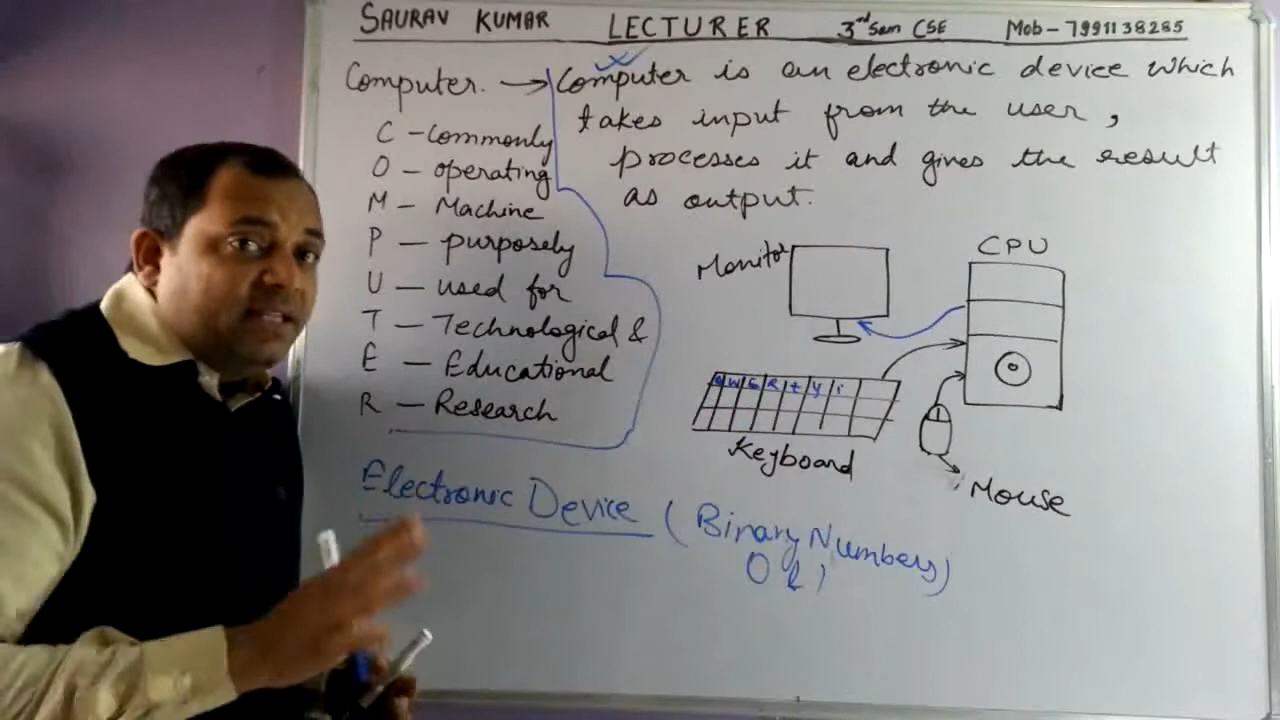 SAURAV KUMAR LECTURER 3rd Sem CSE Mob-7991138285
Computer. → Computer is an electronic device which
takes input from the user,
processes it and gives the result
as output.
C - Commonly
O - operating
M - Machine
P - purposely
U - used for
T - Technological &
E - Educational
R - Research
Monitor
CPU
Q W E R t y i
Keyboard
Mouse
Electronic Device (Binary Numbers)
0 & 1